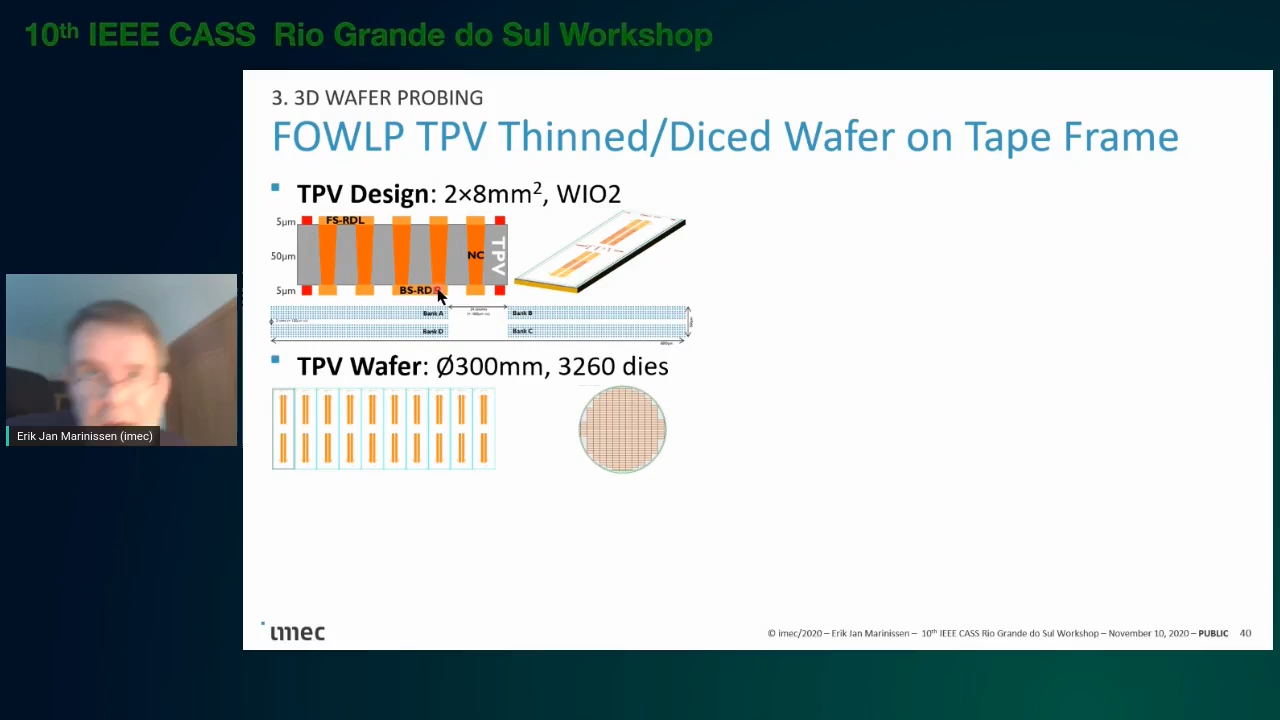 10th IEEE CASS Rio Grande do Sul Workshop
3. 3D WAFER PROBING
FOWLP TPV Thinned/Diced Wafer on Tape Frame
TPV Design: 2×8mm², WIO2
5µm
FS-RDL
50µm
NC
TPV
TPV
5µm
BS-RD
Bank A
Bank B
Bank D
Bank C
TPV Wafer: Ø300mm, 3260 dies
Erik Jan Marinissen (imec)
imec
© imec/2020 – Erik Jan Marinissen – 10th IEEE CASS Rio Grande do Sul Workshop – November 10, 2020 – PUBLIC 40